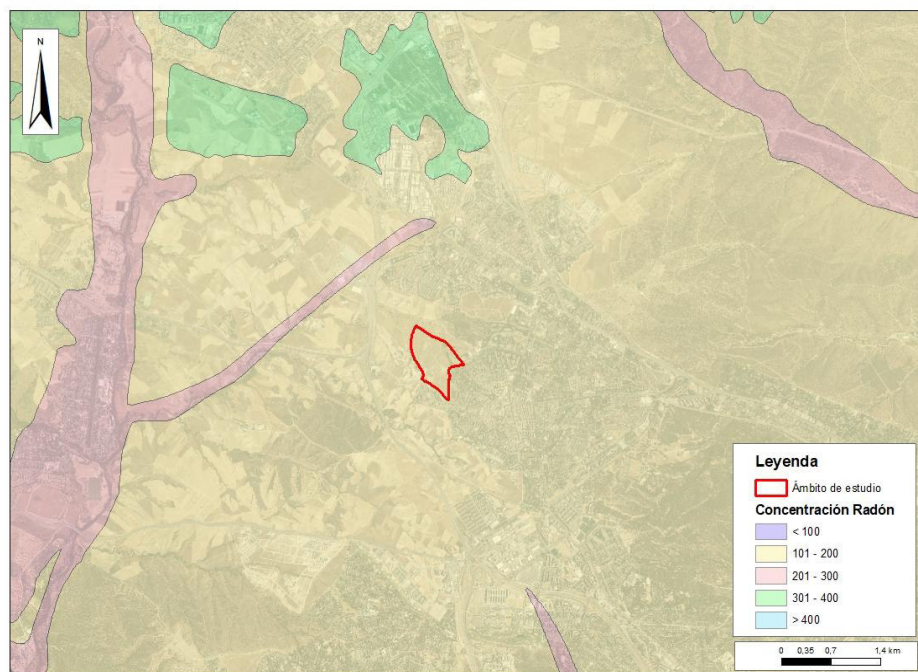 N
Leyenda
Ámbito de estudio
Concentración Radón
< 100
101 - 200
201 - 300
301 - 400
> 400
0 0,35 0,7 1,4 km